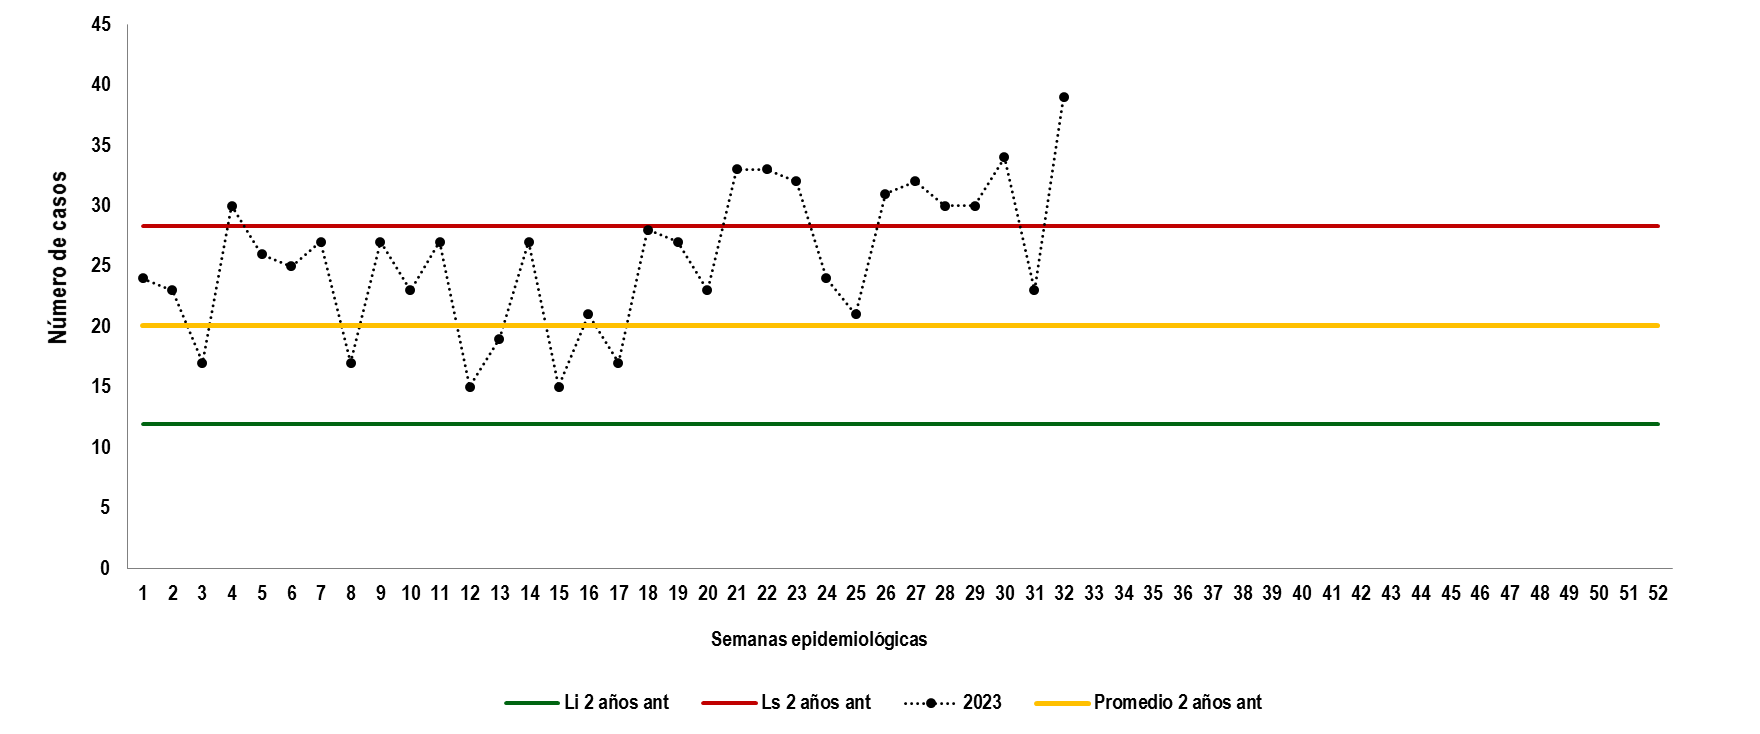 45
40
35
30
25
20
15
10
5
0
Número de casos
1 2 3 4 5 6 7 8 9 10 11 12 13 14 15 16 17 18 19 20 21 22 23 24 25 26 27 28 29 30 31 32 33 34 35 36 37 38 39 40 41 42 43 44 45 46 47 48 49 50 51 52
Semanas epidemiológicas
Li 2 años ant Ls 2 años ant 2023 Promedio 2 años ant